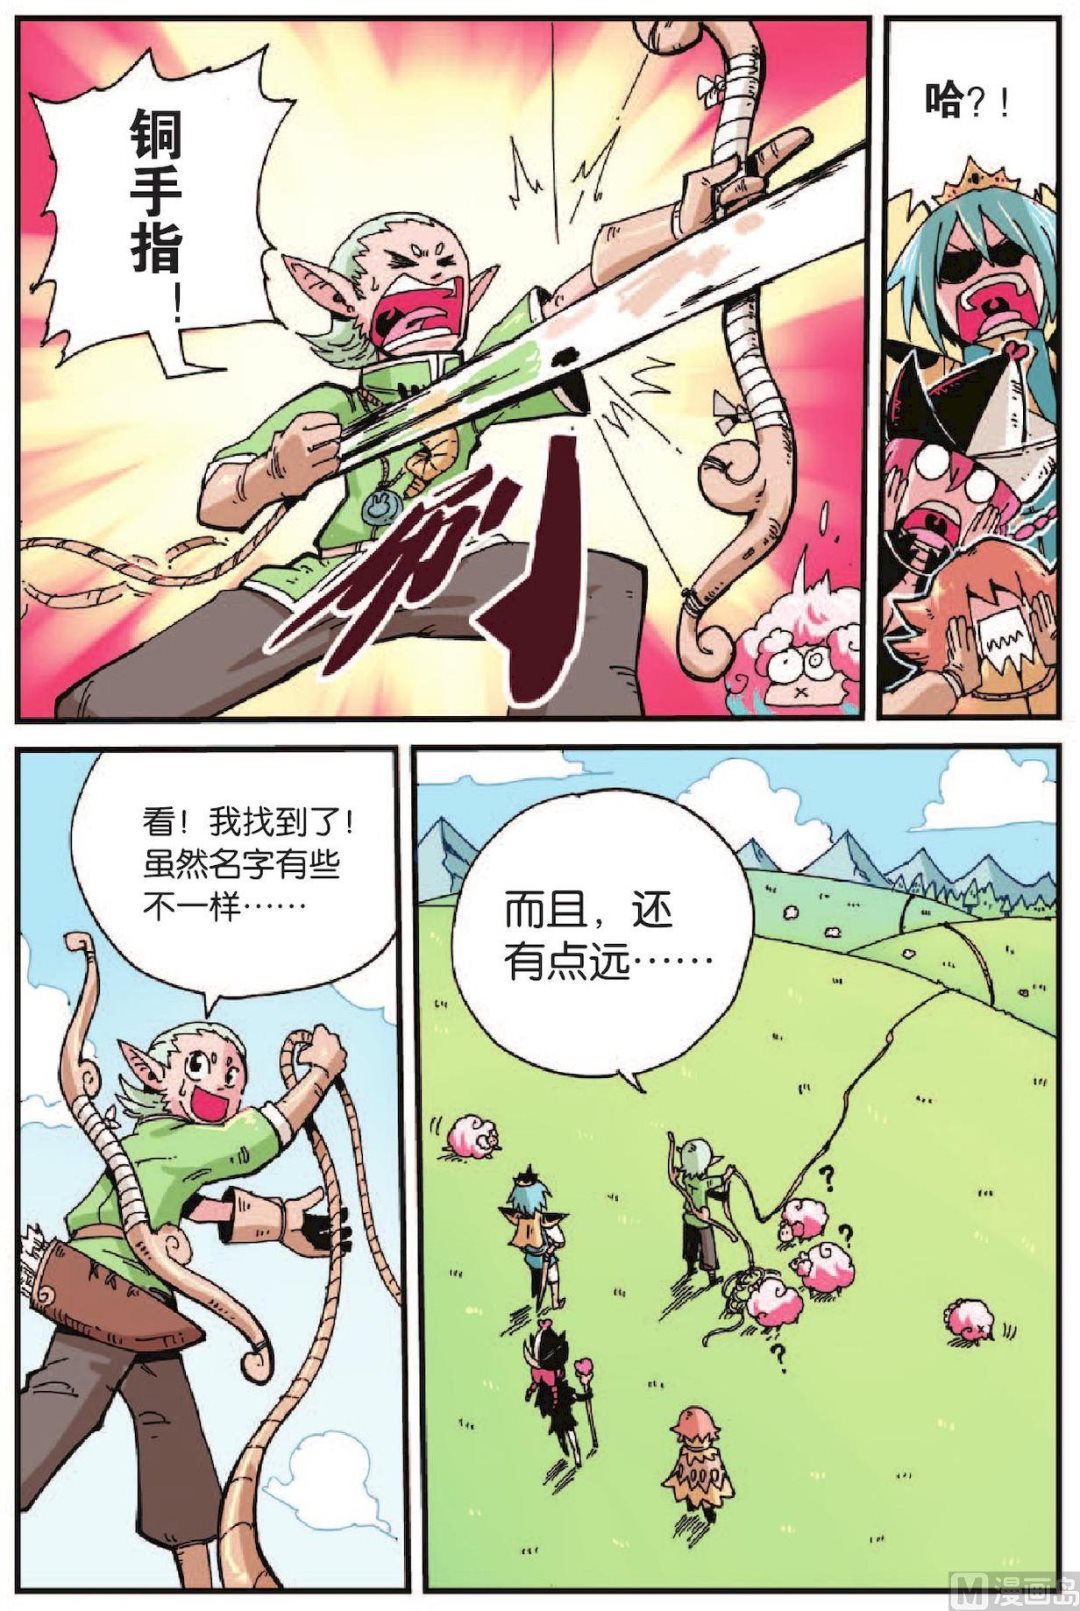 铜手指！
哈？！
看！我找到了！
虽然名字有些
不一样……
而且，还
有点远……
漫画岛